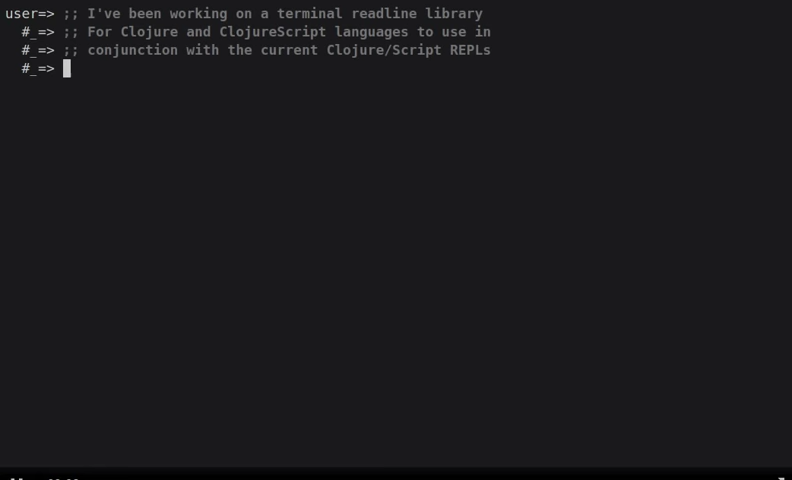 user=> ;; I've been working on a terminal readline library
#_=> ;; For Clojure and ClojureScript languages to use in
#_=> ;; conjunction with the current Clojure/Script REPLs
#_=>